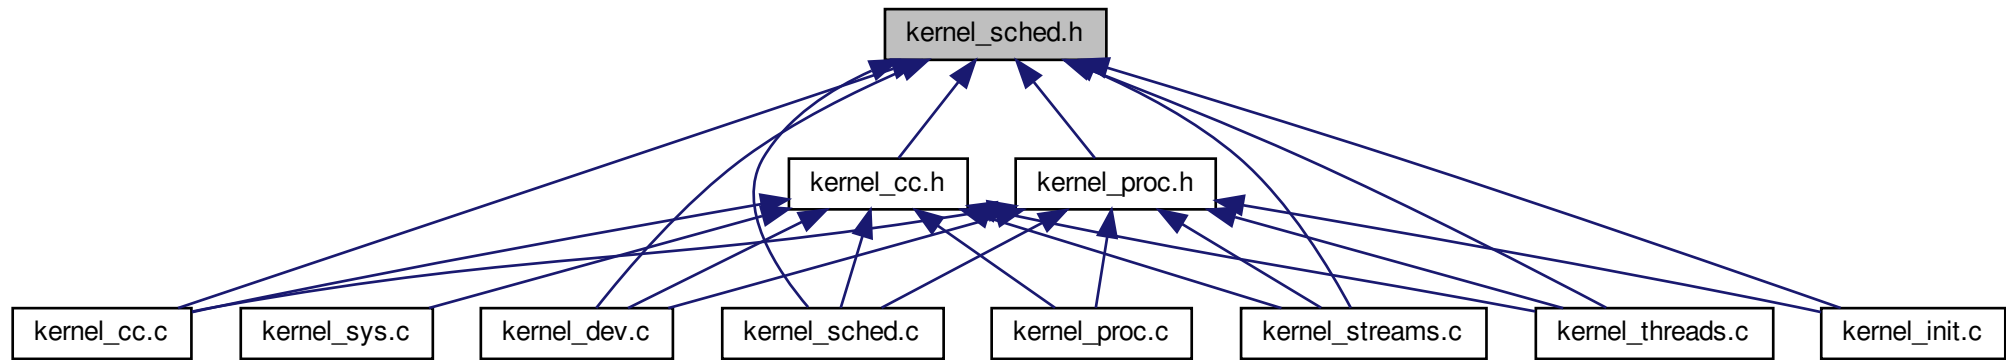 kernel_sched.h
kernel_cc.h
kernel_proc.h
kernel_cc.c
kernel_sys.c
kernel_dev.c
kernel_sched.c
kernel_proc.c
kernel_streams.c
kernel_threads.c
kernel_init.c